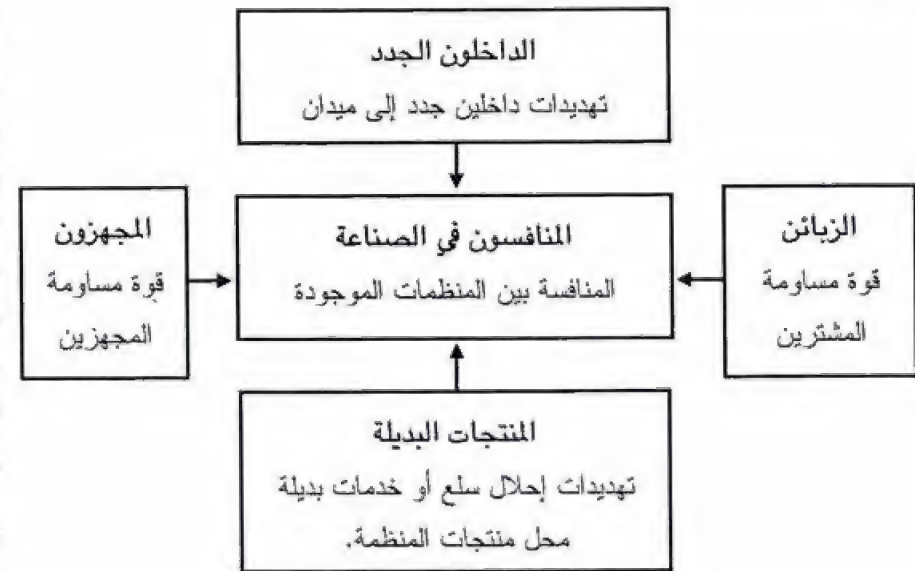 الداخلون الجدد
تهديدات داخلين جدد إلى ميدان
الزبائن
قوة مساومة
المشترين
المنافسون في الصناعة
المنافسة بين المنظمات الموجودة
المجهزون
قوة مساومة
المجهزين
المنتجات البديلة
تهديدات إحلال سلع أو خدمات بديلة
محل منتجات المنظمة.